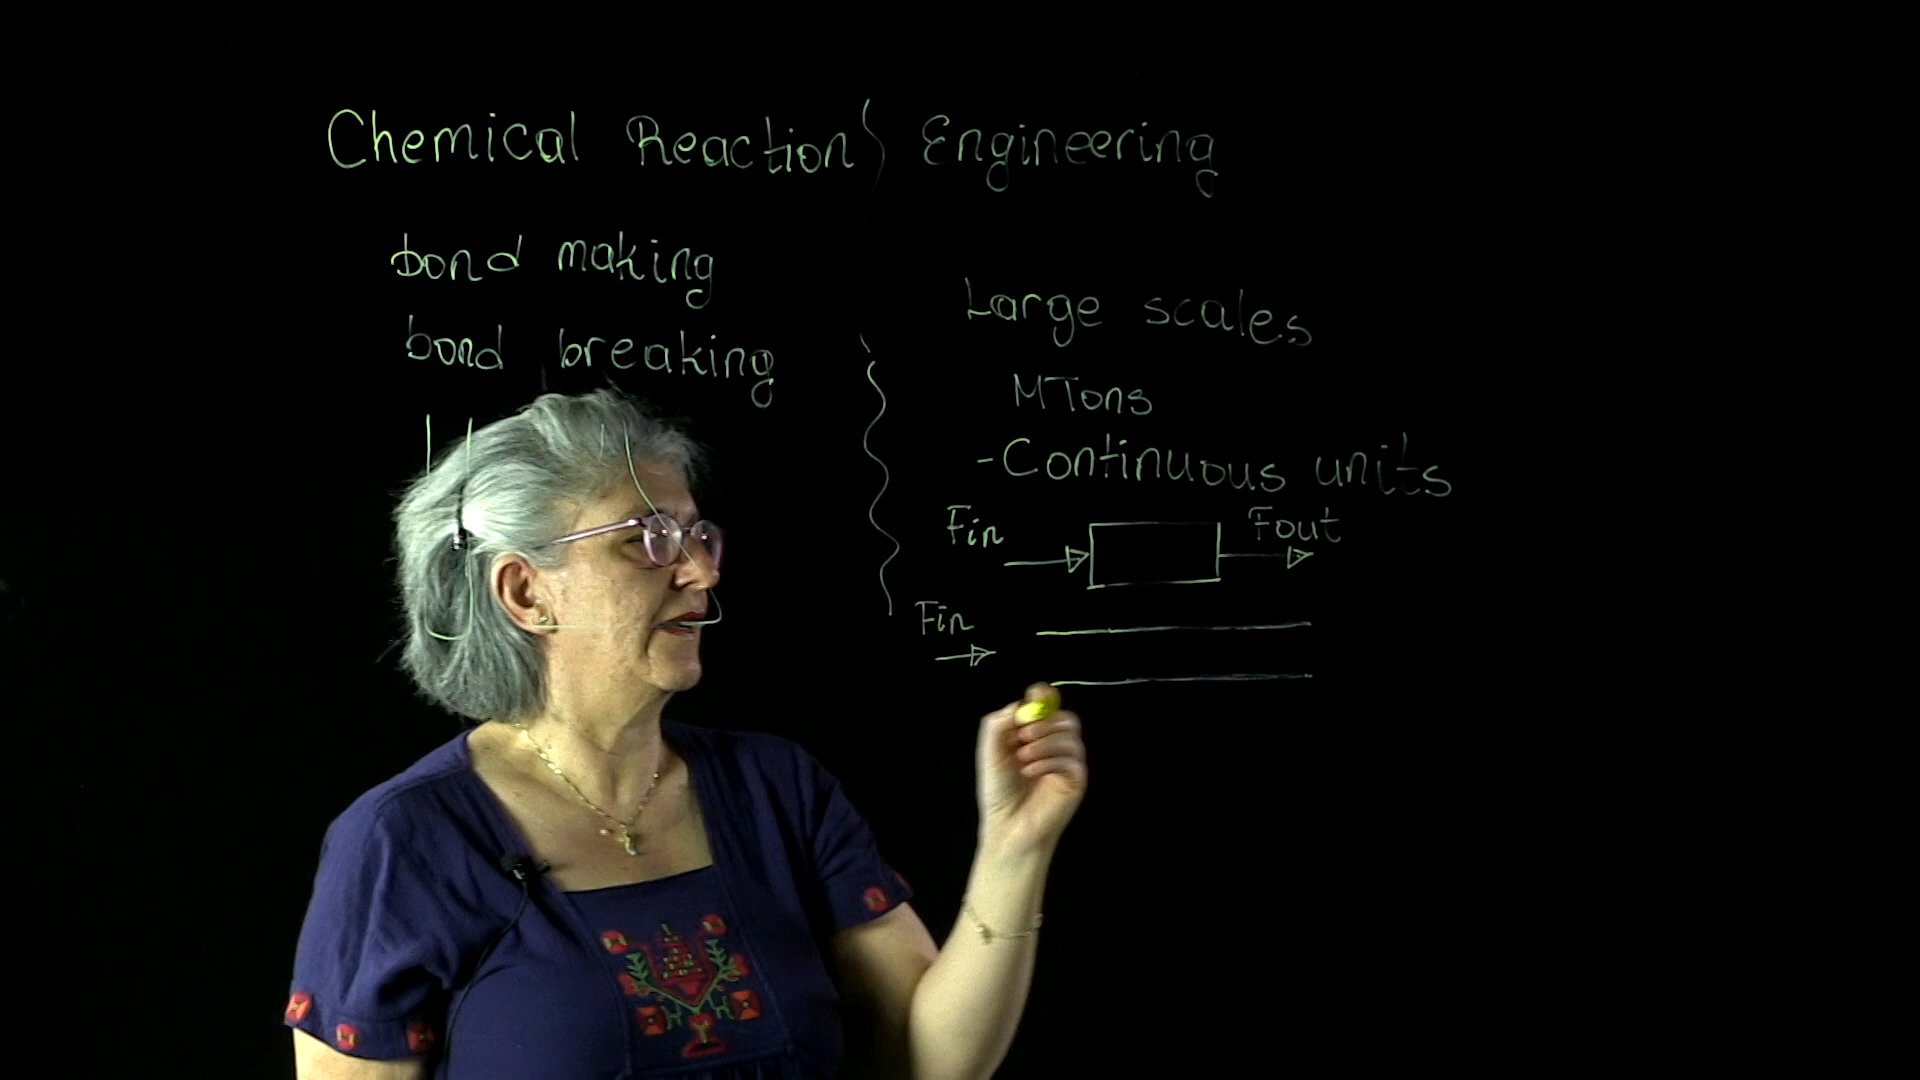 Chemical Reaction Engineering
bond making
bond breaking
Large scales
MTons
-Continuous units
Fin
Fout
Fin